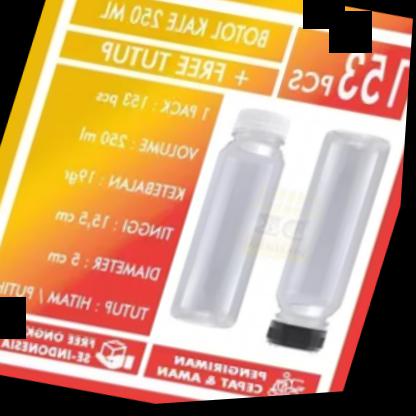 BOTOL KALE 250 ML
+ FREE TUTUP
153 PCS
1 PACK : 153 pcs
VOLUME : 250 ml
KETEBALAN : 19gr
TINGGI : 15,5 cm
DIAMETER : 5 cm
TUTUP : HITAM / PUTIH
FREE ONGKIR
SE-INDONESIA
PENGIRIMAN
CEPAT & AMAN